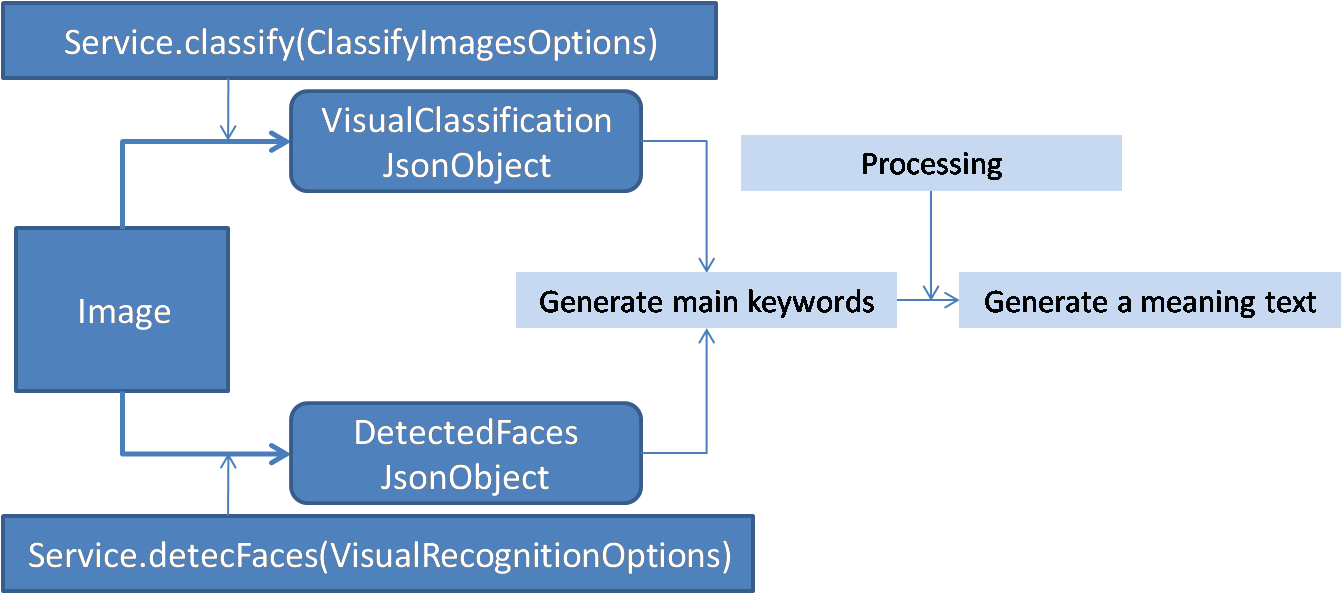 Service.classify(ClassifyImagesOptions)
VisualClassification
JsonObject
Processing
Image
Generate main keywords
Generate a meaning text
DetectedFaces
JsonObject
Service.detecFaces(VisualRecognitionOptions)